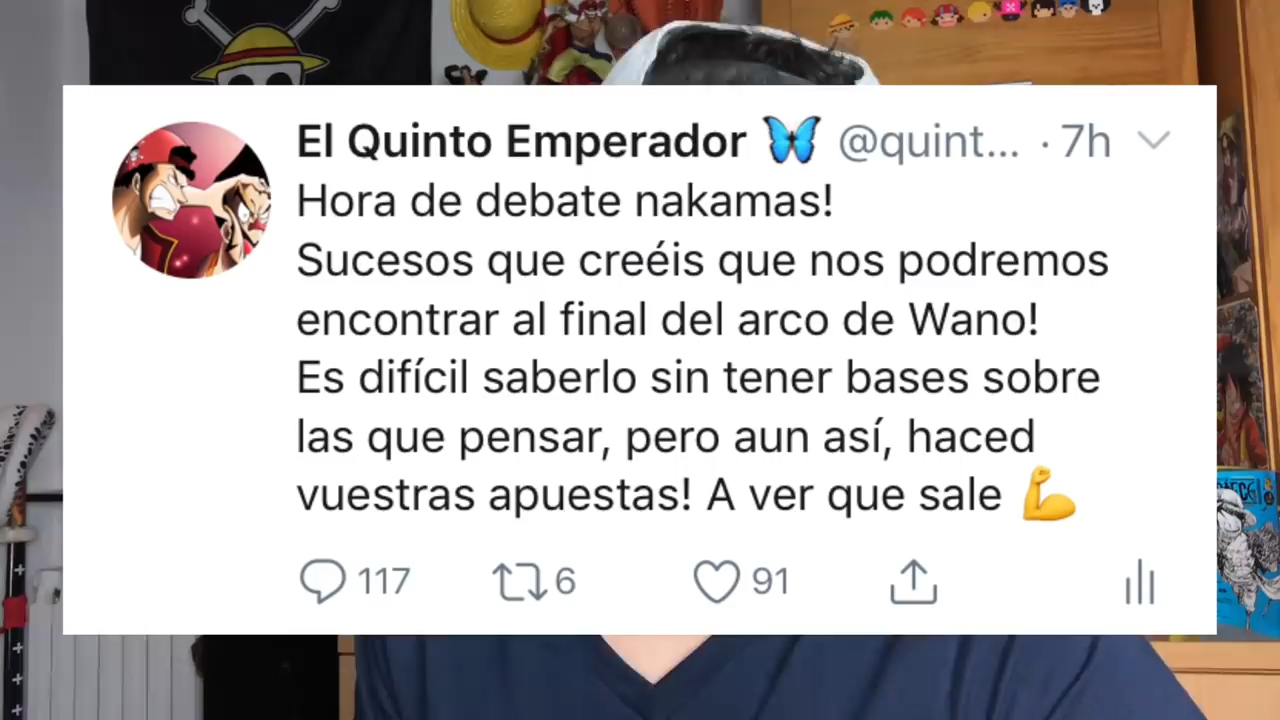 El Quinto Emperador 🦋 @quint... · 7h
Hora de debate nakamas!
Sucesos que creéis que nos podremos
encontrar al final del arco de Wano!
Es difícil saberlo sin tener bases sobre
las que pensar, pero aun así, haced
vuestras apuestas! A ver que sale 💪
117 6 91